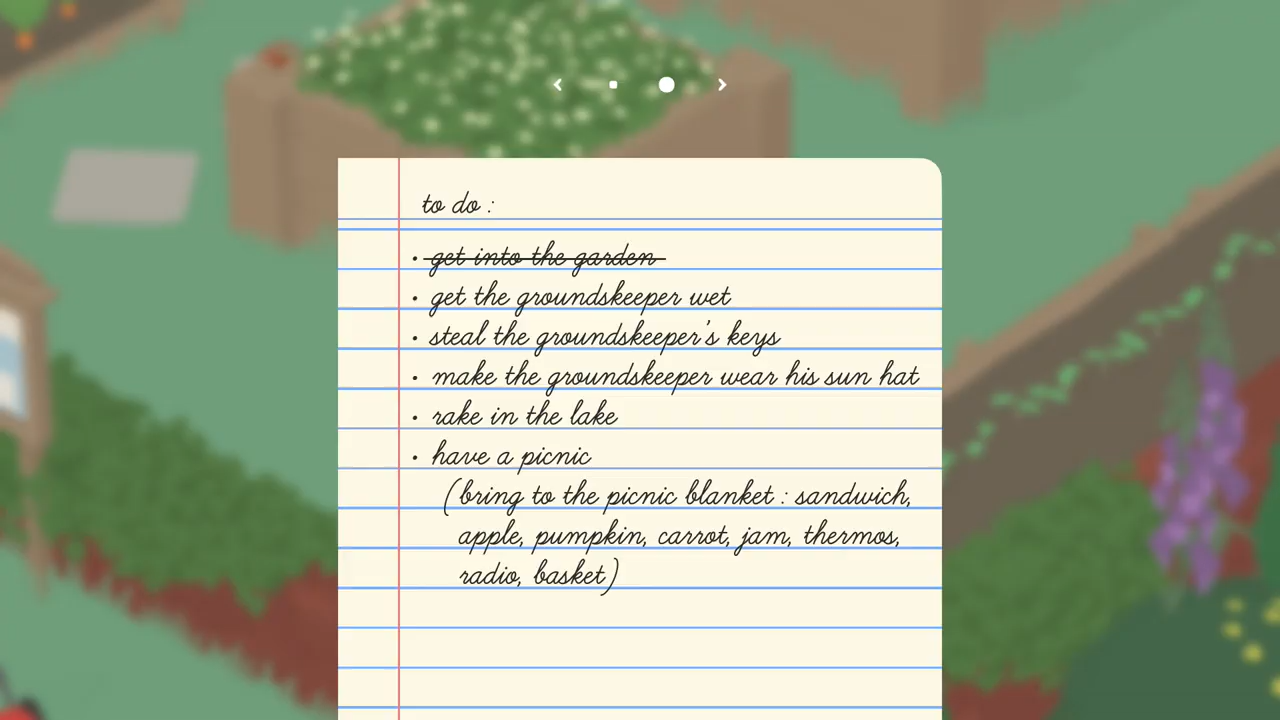 to do :
• get into the garden
• get the groundskeeper wet
• steal the groundskeeper's keys
• make the groundskeeper wear his sun hat
• rake in the lake
• have a picnic
(bring to the picnic blanket : sandwich,
apple, pumpkin, carrot, jam, thermos,
radio, basket)